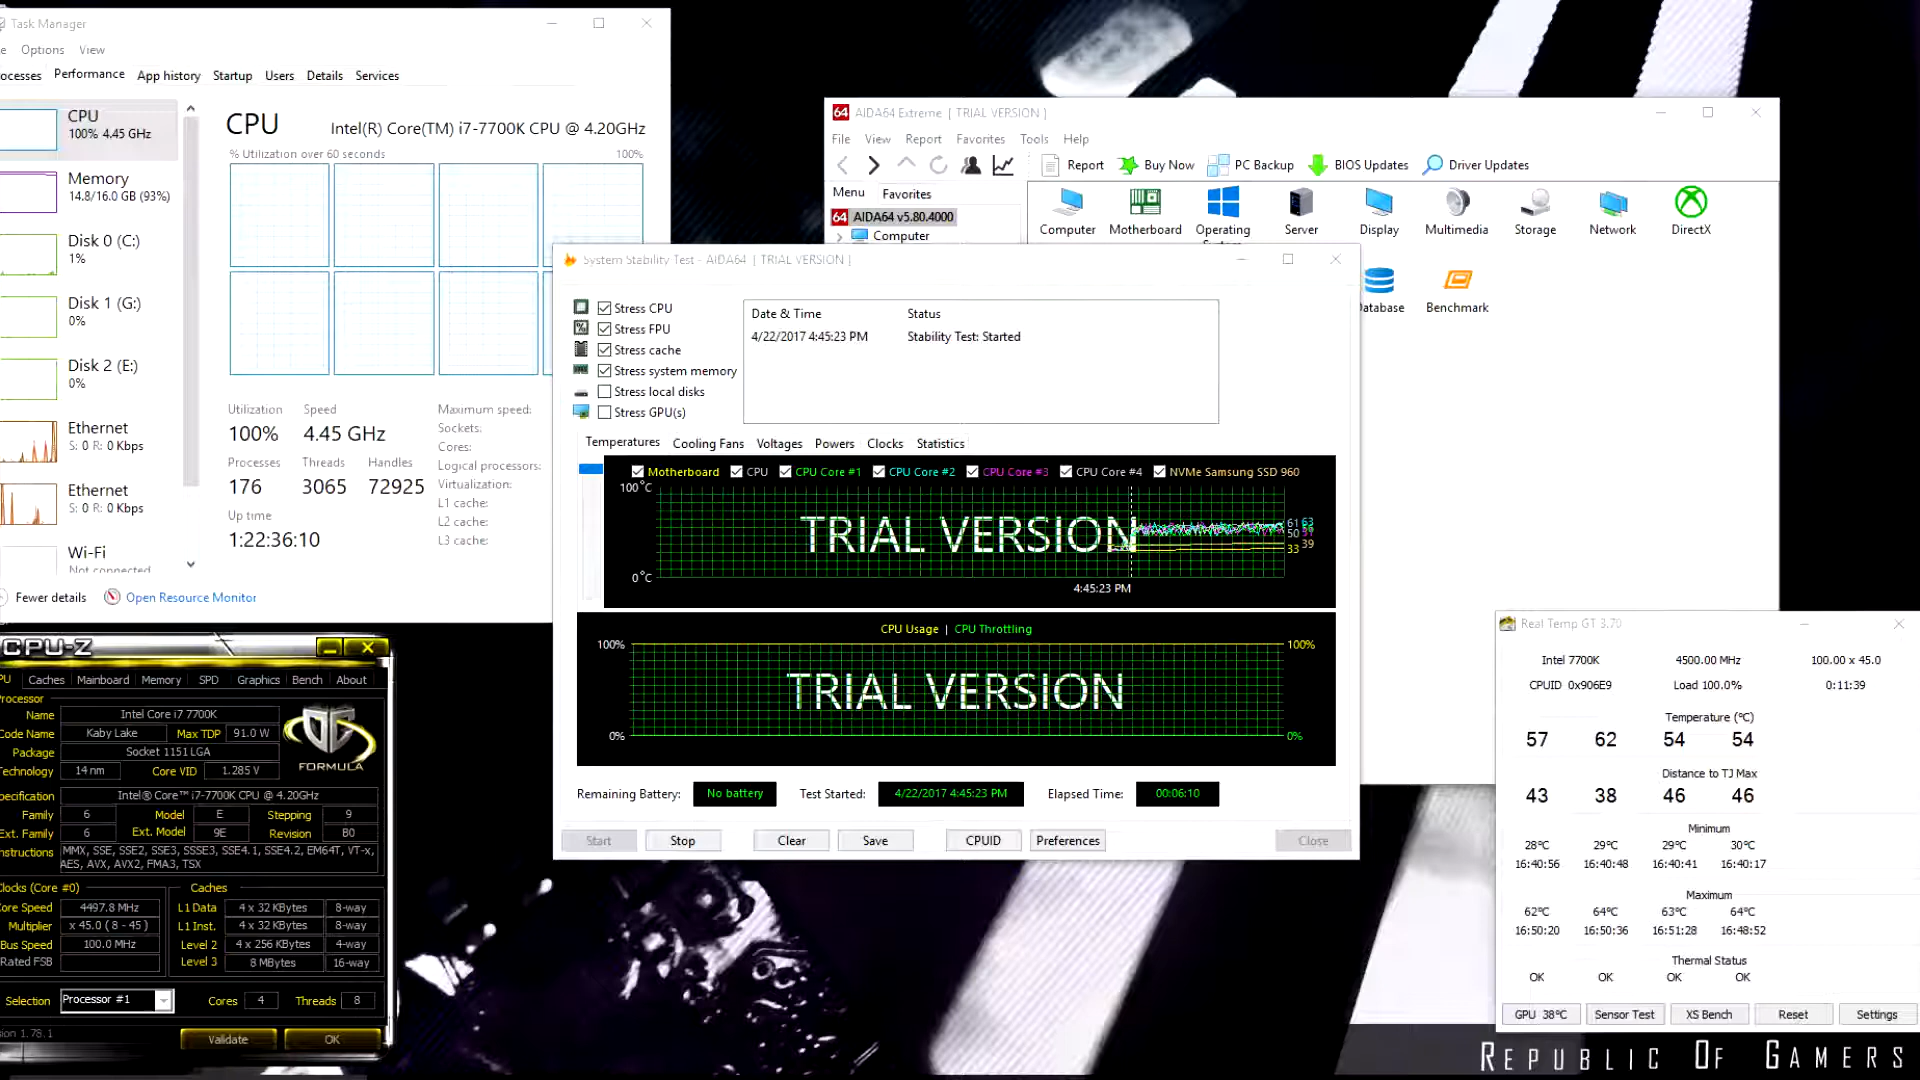 Task Manager
Options View
Performance App history Startup Users Details Services
CPU
100% 4.45 GHz
Memory
14.8/16.0 GB (93%)
Disk 0 (C:)
1%
Disk 1 (G:)
0%
Disk 2 (E:)
0%
Ethernet
S: 0 R: 0 Kbps
Ethernet
S: 0 R: 0 Kbps
Wi-Fi
Not connected
CPU Intel(R) Core(TM) i7-7700K CPU @ 4.20GHz
% Utilization over 60 seconds 100%
Utilization Speed Maximum speed:
100% 4.45 GHz Sockets:
Cores:
Processes Threads Handles Logical processors:
176 3065 72925 Virtualization:
L1 cache:
Up time L2 cache:
1:22:36:10 L3 cache:
Fewer details Open Resource Monitor
64 AIDA64 Extreme [ TRIAL VERSION ]
File View Report Favorites Tools Help
Report Buy Now PC Backup BIOS Updates Driver Updates
Menu Favorites
64 AIDA64 v5.80.4000
Computer
Computer Motherboard Operating Server Display Multimedia Storage Network DirectX
Benchmark
System Stability Test - AIDA64 [ TRIAL VERSION ]
Stress CPU
Stress FPU
Stress cache
Stress system memory
Stress local disks
Stress GPU(s)
Date & Time Status
4/22/2017 4:45:23 PM Stability Test: Started
Temperatures Cooling Fans Voltages Powers Clocks Statistics
Motherboard CPU CPU Core #1 CPU Core #2 CPU Core #3 CPU Core #4 NVMe Samsung SSD 960
100°C
TRIAL VERSION
61 63
50
33 39
0°C
4:45:23 PM
CPU Usage | CPU Throttling
100% 100%
TRIAL VERSION
0% 0%
Remaining Battery: No battery Test Started: 4/22/2017 4:45:23 PM Elapsed Time: 00:06:10
Start Stop Clear Save CPUID Preferences Close
CPU-Z
Caches Mainboard Memory SPD Graphics Bench About
Name Intel Core i7 7700K
Code Name Kaby Lake Max TDP 91.0 W
Package Socket 1151 LGA
14 nm Core VID 1.285 V
FORMULA
Intel® Core™ i7-7700K CPU @ 4.20GHz
Family 6 Model E Stepping 9
Ext. Family 6 Ext. Model 9E Revision B0
MMX, SSE, SSE2, SSE3, SSSE3, SSE4.1, SSE4.2, EM64T, VT-x,
AES, AVX, AVX2, FMA3, TSX
(Core #0) Caches
Speed 4497.8 MHz L1 Data 4 x 32 KBytes 8-way
Multiplier x 45.0 ( 8 - 45 ) L1 Inst. 4 x 32 KBytes 8-way
Bus Speed 100.0 MHz Level 2 4 x 256 KBytes 4-way
Rated FSB Level 3 8 MBytes 16-way
Selection Processor #1 Cores 4 Threads 8
1.78.1
Validate OK
Real Temp GT 3.70
Intel 7700K 4500.00 MHz 100.00 x 45.0
CPUID 0x906E9 Load 100.0% 0:11:39
Temperature (°C)
57 62 54 54
Distance to TJ Max
43 38 46 46
Minimum
28°C 29°C 29°C 30°C
16:40:56 16:40:48 16:40:41 16:40:17
Maximum
62°C 64°C 63°C 64°C
16:50:20 16:50:36 16:51:28 16:48:52
Thermal Status
OK OK OK OK
GPU 38°C Sensor Test XS Bench Reset Settings
REPUBLIC OF GAMERS